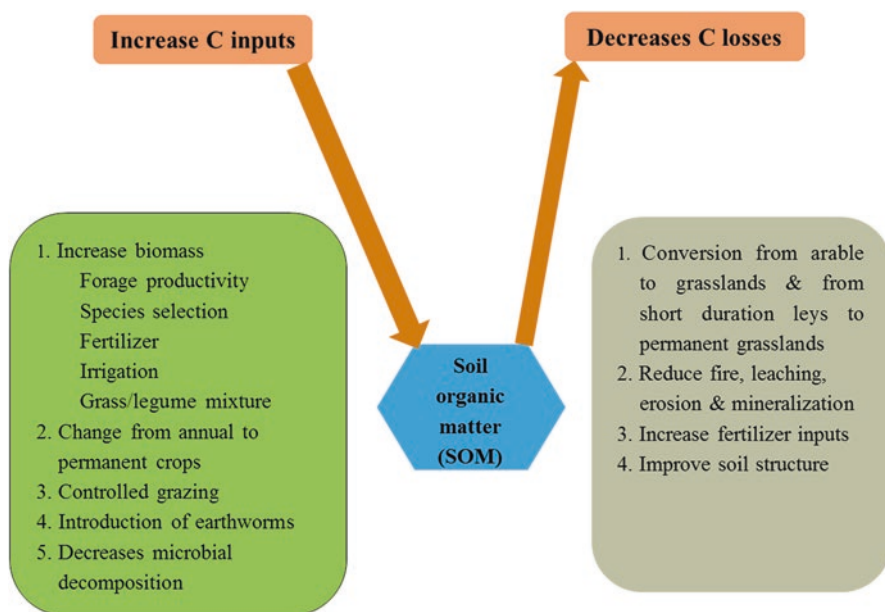 Increase C inputs
Decreases C losses
1. Increase biomass
Forage productivity
Species selection
Fertilizer
Irrigation
Grass/legume mixture
2. Change from annual to
permanent crops
3. Controlled grazing
4. Introduction of earthworms
5. Decreases microbial
decomposition
Soil
organic
matter
(SOM)
1. Conversion from arable
to grasslands & from
short duration leys to
permanent grasslands
2. Reduce fire, leaching,
erosion & mineralization
3. Increase fertilizer inputs
4. Improve soil structure